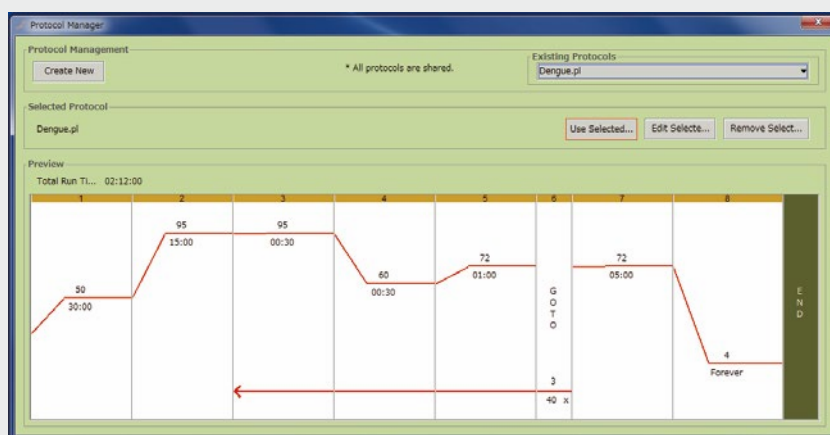 Protocol Manager
Protocol Management
Create New
* All protocols are shared.
Existing Protocols
Dengue.pl
Selected Protocol
Dengue.pl
Use Selected...
Edit Selecte...
Remove Select...
Preview
Total Run Ti... 02:12:00
1 2 3 4 5 6 7 8
50
30:00
95
15:00
95
00:30
60
00:30
72
01:00
GOTO
3
40 x
72
05:00
4
Forever
END